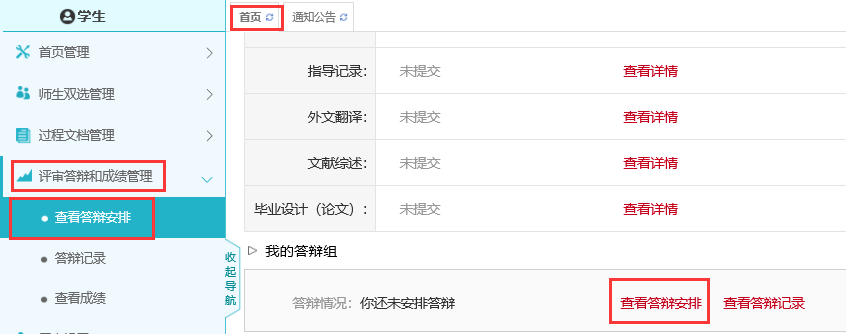 学生
首页
通知公告
首页管理
师生双选管理
过程文档管理
评审答辩和成绩管理
查看答辩安排
答辩记录
查看成绩
收起导航
指导记录： 未提交 查看详情
外文翻译： 未提交 查看详情
文献综述： 未提交 查看详情
毕业设计（论文）： 未提交 查看详情
我的答辩组
答辩情况： 你还未安排答辩 查看答辩安排 查看答辩记录